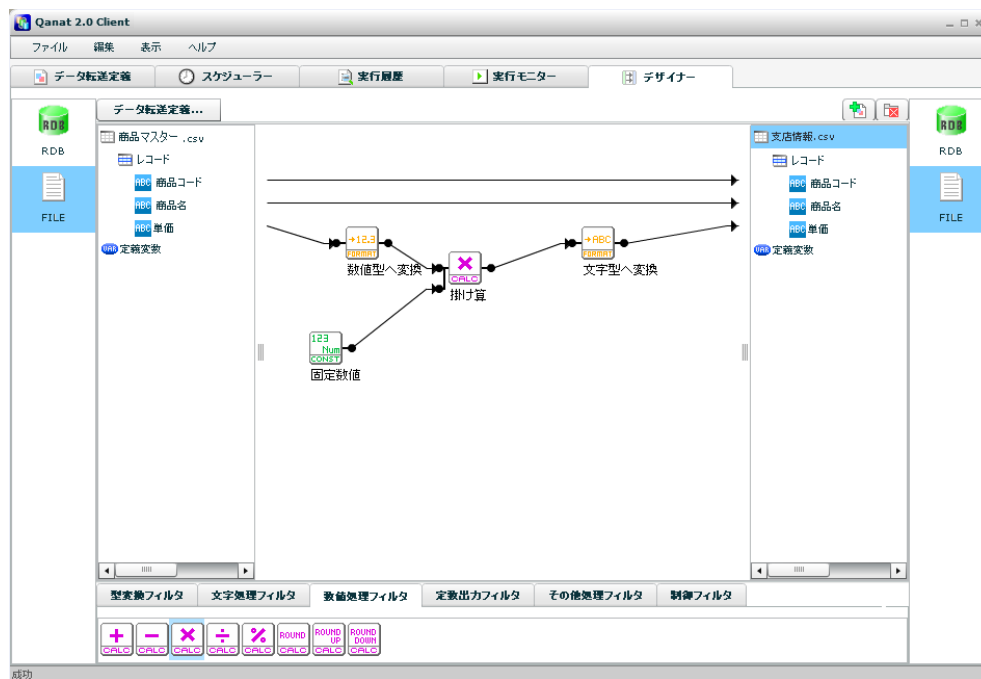 Qanat 2.0 Client
ファイル 編集 表示 ヘルプ
データ転送定義 スケジューラー 実行履歴 実行モニター デザイナー
データ転送定義...
RDB
RDB
FILE
商品マスター .csv
レコード
ABC 商品コード
ABC 商品名
ABC 単価
VAR 定義変数
→12.3
FORMAT
数値型へ変換
×
CALC
掛け算
→ABC
FORMAT
文字型へ変換
123
Num
CONST
固定数値
支店情報.csv
レコード
ABC 商品コード
ABC 商品名
ABC 単価
VAR 定義変数
RDB
RDB
FILE
型変換フィルタ 文字処理フィルタ 数値処理フィルタ 定数出力フィルタ その他処理フィルタ 制御フィルタ
+ − × ÷ % ROUND ROUND UP ROUND DOWN
CALC CALC CALC CALC CALC CALC CALC CALC
成功